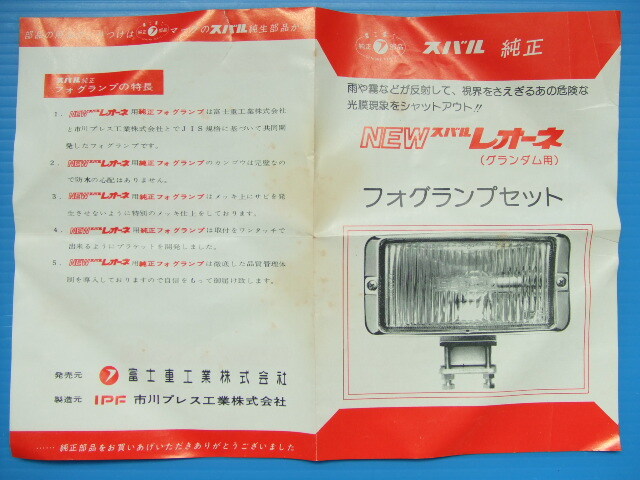 部品の
は
純正
部品
マークのスバル純生部品が
スバル純正
フォグランプの特長
1. NEWスバルレオーネ用純正フォグランプは富士重工業株式会社
と市川プレス工業株式会社とでJIS規格に基づいて共同開
発したフォグランプです。
2. NEWスバルレオーネ用純正フォグランプのカンゴウは完璧なの
で防水の心配はありません。
3. NEWスバルレオーネ用純正フォグランプはメッキ上にサビを発
生させないように特別のメッキ仕上をしております。
4. NEWスバルレオーネ用純正フォグランプは取付をワンタッチで
出来るようにブラケットを開発しました。
5. NEWスバルレオーネ用純正フォグランプは徹底した品質管理体
制を導入しておりますので自信をもって御届け致します。
発売元 富士重工業株式会社
製造元 IPF 市川プレス工業株式会社
……純正部品をお買いあげいただきありがとうございました
純正
部品
スバル 純正
雨や霧などが反射して、視界をさえぎるあの危険な
光膜現象をシャットアウト!!
NEWスバルレオーネ
(グランダム用)
フォグランプセット